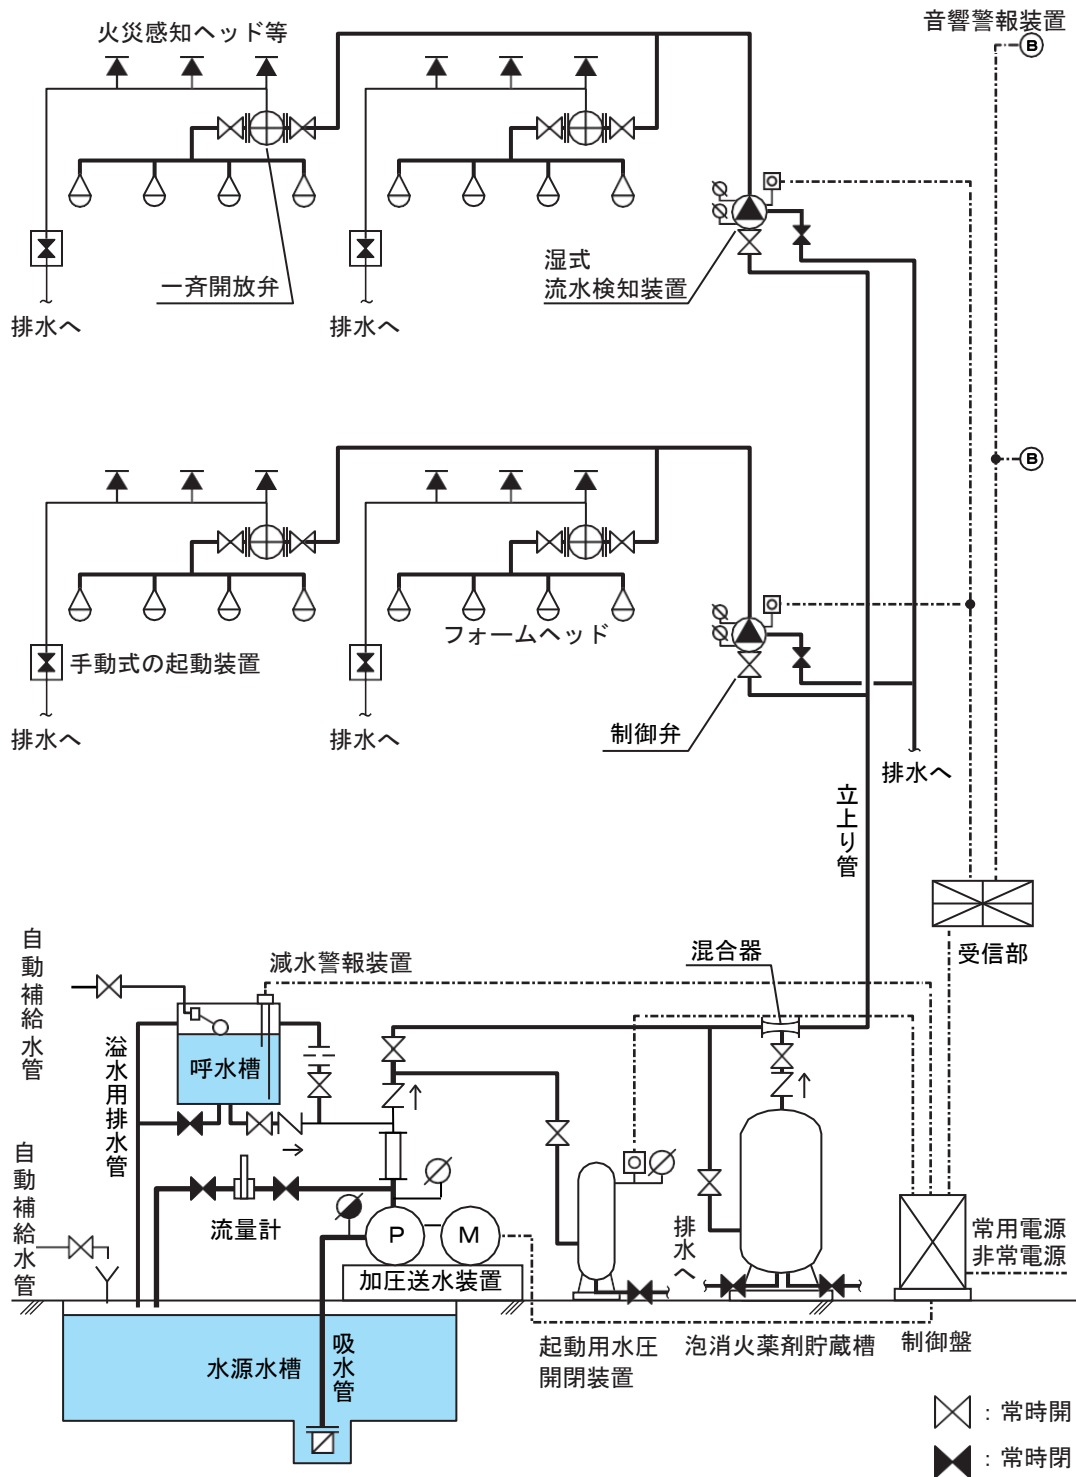 火災感知ヘッド等
音響警報装置
B
一斉開放弁
湿式
流水検知装置
排水へ
排水へ
B
フォームヘッド
手動式の起動装置
制御弁
排水へ
排水へ
排水へ
立上り管
受信部
混合器
減水警報装置
自動補給水管
呼水槽
溢水用排水管
自動補給水管
流量計
P
M
加圧送水装置
排水へ
常用電源
非常電源
水源水槽
吸水管
起動用水圧
開閉装置
泡消火薬剤貯蔵槽
制御盤
：常時開
：常時閉